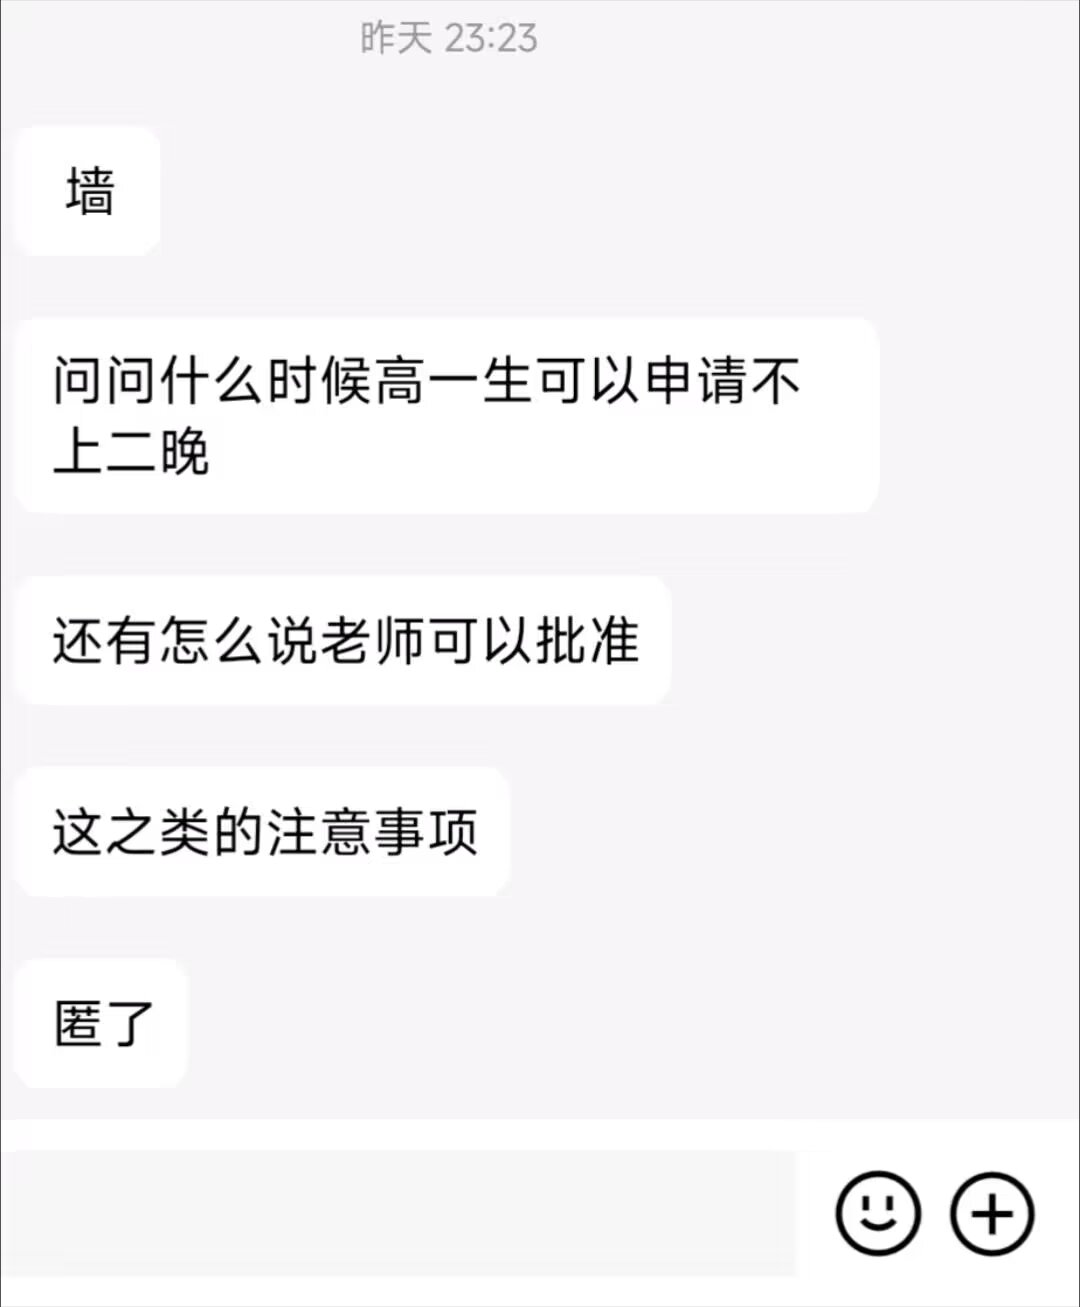 昨天 23:23
墙
问问什么时候高一生可以申请不
上二晚
还有怎么说老师可以批准
这之类的注意事项
匿了